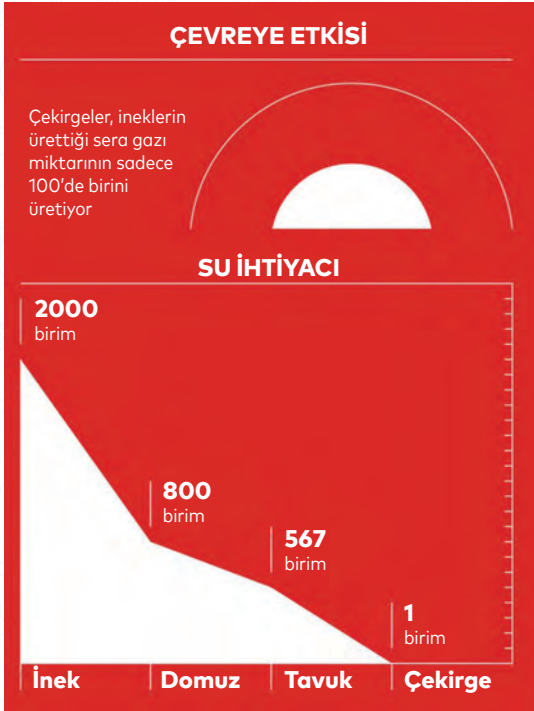 ÇEVREYE ETKİSİ
Çekirgeler, ineklerin
ürettiği sera gazı
miktarının sadece
100'de birini
üretiyor
SU İHTİYACI
2000
birim
800
birim
567
birim
1
birim
İnek Domuz Tavuk Çekirge